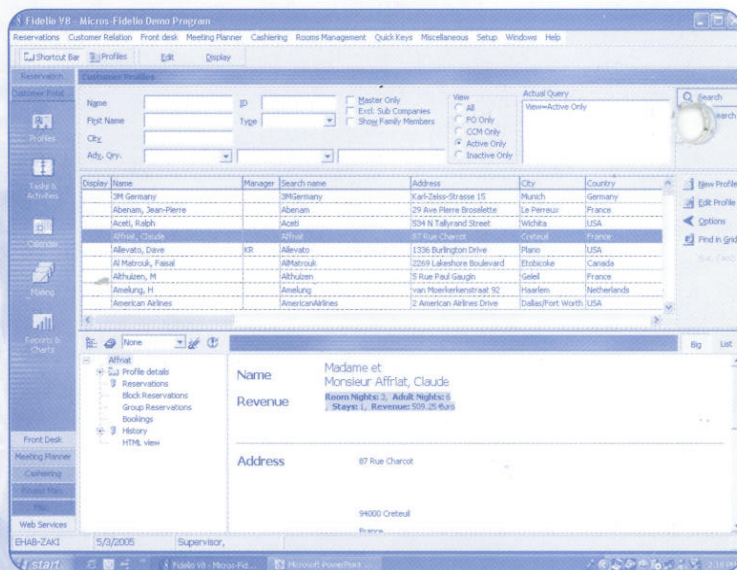 Fidelio V8 - Micros-Fidelio Demo Program
Reservations Customer Relation Front desk Meeting Planner Cashiering Rooms Management Quick Keys Miscellaneous Setup Windows Help
Shortcut Bar Profiles Edit Display
Reservation
Customer Profiles
Profiles
Tasks & Activities
Calendar
Mailing
Reports & Charts
Front Desk
Meeting Planner
Cashiering
Web Services
Name ID Master Only View Actual Query
First Name Type Excl. Sub Companies All View=Active Only
City Show Family Members PO Only
CCM Only
Active Only
Adv. Qry. Inactive Only
Search
New Profile
Edit Profile
Options
Find in Grid
Display Name Manager Search name Address City Country
3M Germany 3MGermany Karl-Zeiss-Strasse 15 Munich Germany
Abenam, Jean-Pierre Abenam 29 Ave Pierre Broselette Le Perreux France
Aceti, Ralph Aceti 534 N Tallyrand Street Wichita USA
Affriat, Claude Affriat 87 Rue Charcot Creteuil France
Allevato, Dave KR Allevato 1336 Burlington Drive Plano USA
Al Matrouk, Faisal AlMatrouk 2269 Lakeshore Boulevard Etobicoke Canada
Althuizen, M Althuizen 5 Rue Paul Gaugin Geleil France
Amelung, H Amelung van Moerkerkenstraat 92 Haarlem Netherlands
American Airlines AmericanAirlines 2 American Airlines Drive Dallas/Fort Worth USA
None
Big List
Affriat
Profile details
Reservations
Block Reservations
Group Reservations
Bookings
History
HTML view
Name Madame et
Monsieur Affriat, Claude
Revenue Room Nights: 3, Adult Nights: 6
, Stays: 1, Revenue: 509.25 Euro
Address 87 Rue Charcot
94000 Creteuil
France
EHAB-ZAKI 5/3/2005 Supervisor,
start Fidelio V8 - Micros-Fid... Microsoft PowerPoint ... 2:16 PM